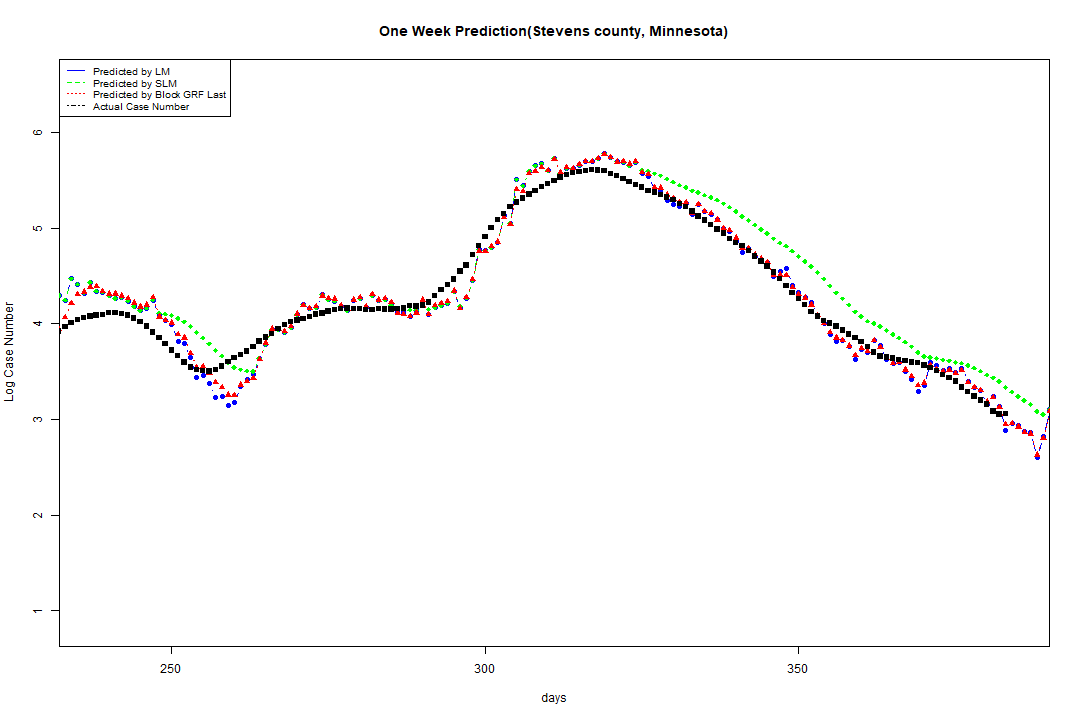 One Week Prediction(Stevens county, Minnesota)
Predicted by LM
Predicted by SLM
Predicted by Block GRF Last
Actual Case Number
6
5
4
3
2
1
Log Case Number
250 300 350
days